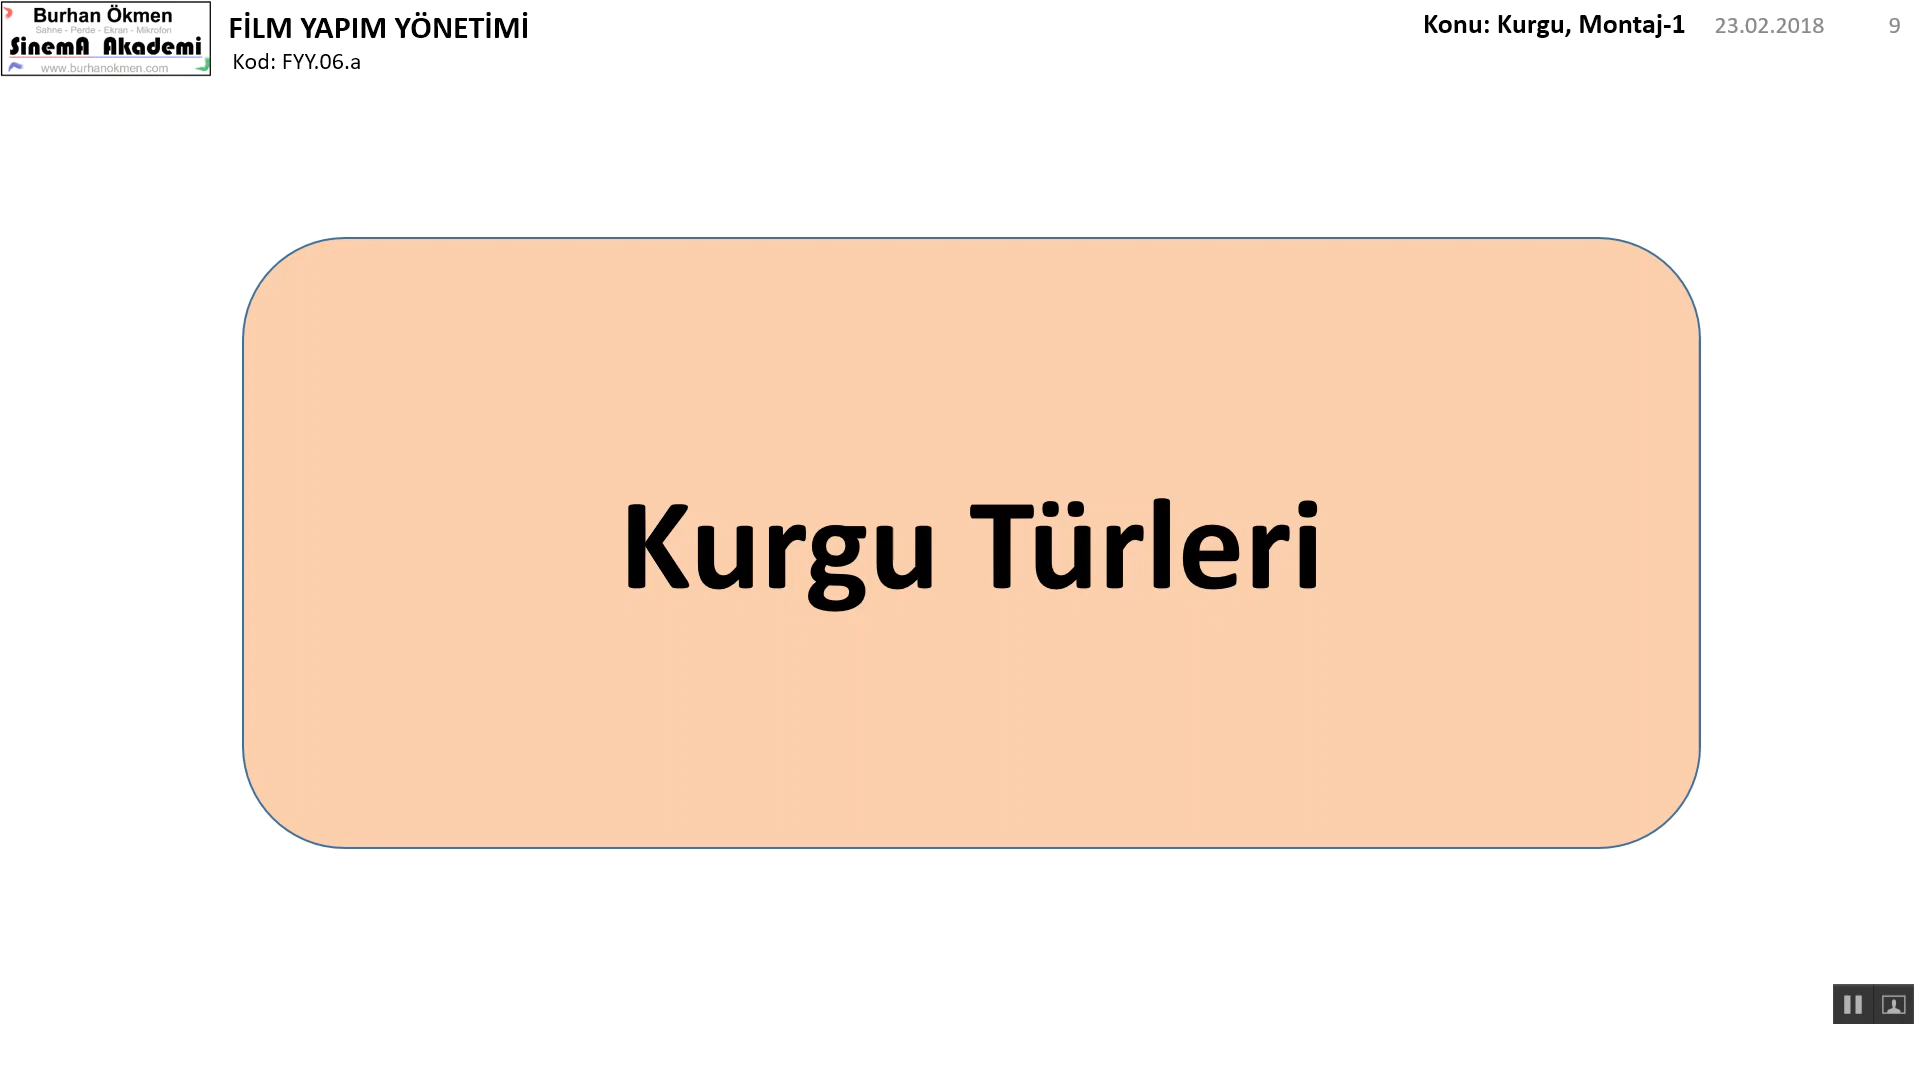 Burhan Ökmen
Sahne - Perde - Ekran - Mikrofon
SinemA Akademi
www.burhanokmen.com
FİLM YAPIM YÖNETİMİ
Kod: FYY.06.a
Konu: Kurgu, Montaj-1 23.02.2018 9
Kurgu Türleri